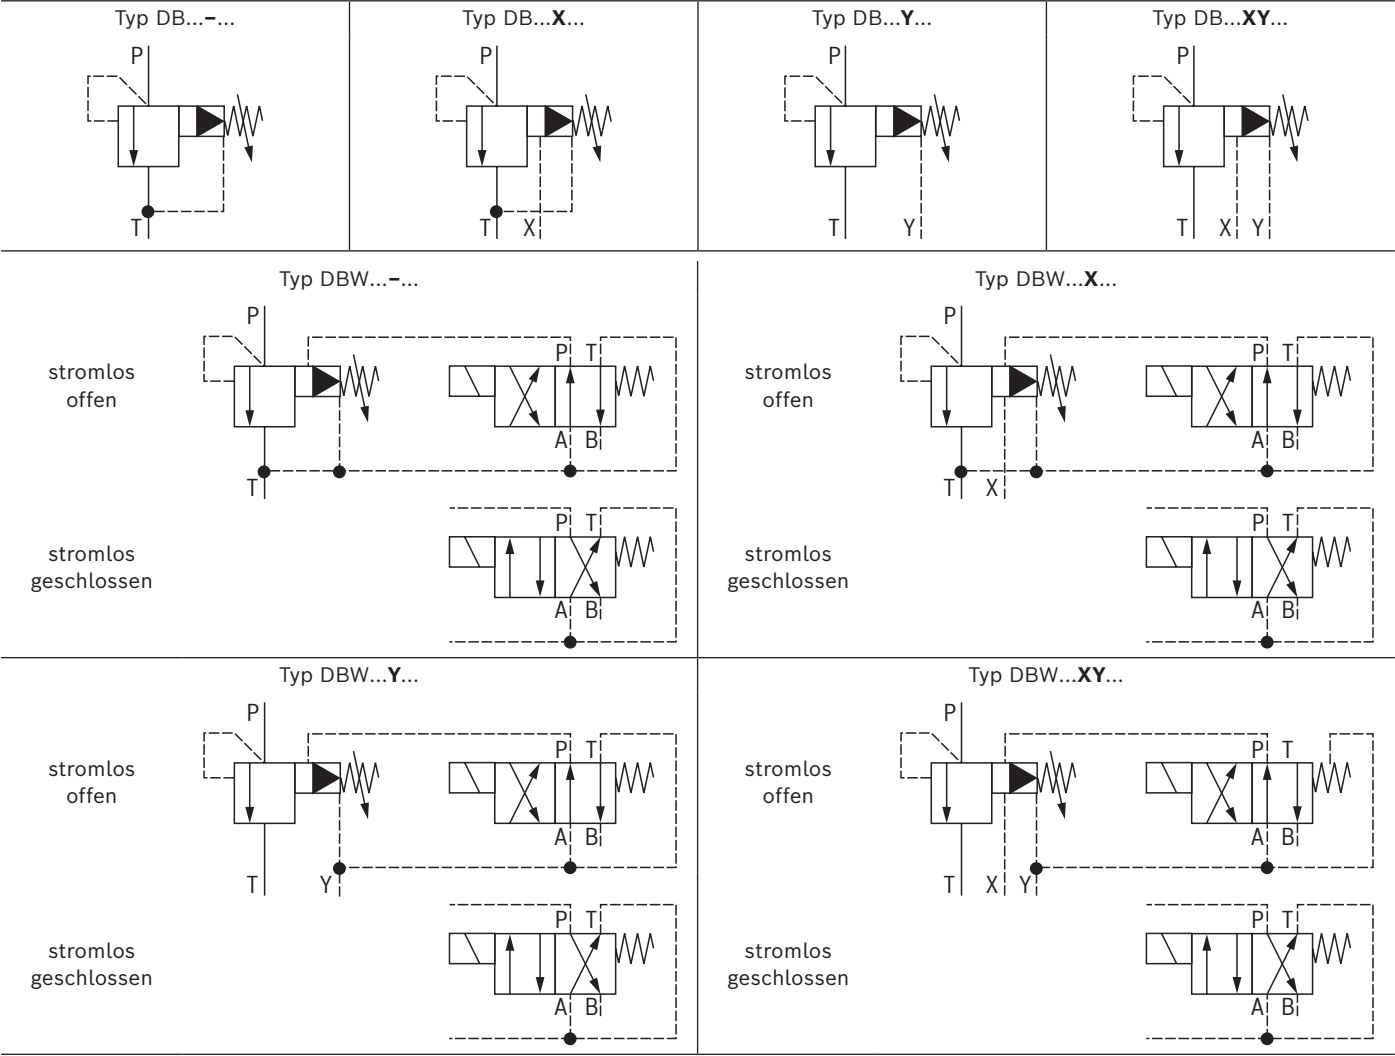 Typ DB...–...
Typ DB...X...
Typ DB...Y...
Typ DB...XY...
P
P
P
P
T
T X
T Y
T X Y
Typ DBW...–...
Typ DBW...X...
P
P
P T
P T
stromlos
offen
stromlos
offen
A B
A B
T
T X
P T
P T
stromlos
geschlossen
stromlos
geschlossen
A B
A B
Typ DBW...Y...
Typ DBW...XY...
P
P
P T
P T
stromlos
offen
stromlos
offen
A B
A B
T Y
T X Y
P T
P T
stromlos
geschlossen
stromlos
geschlossen
A B
A B